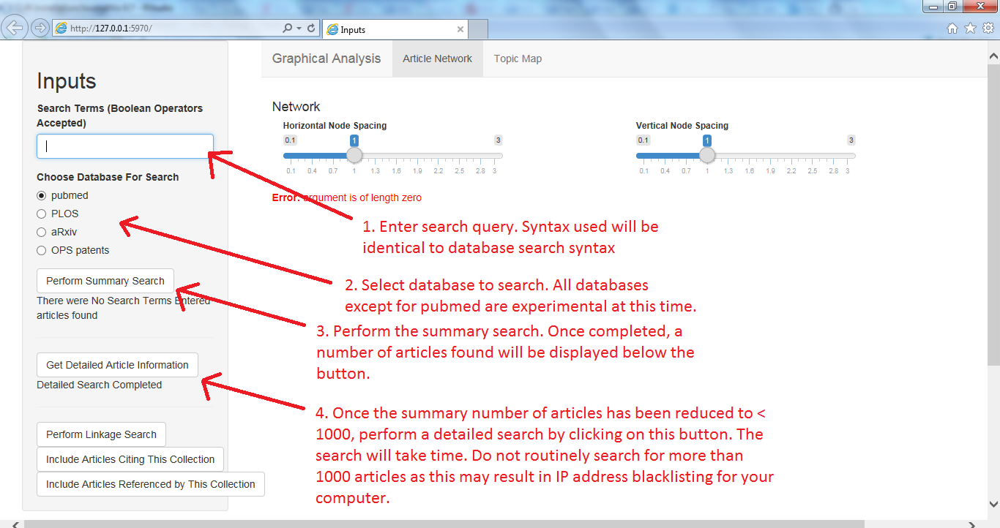 http://127.0.0.1:5970/
Inputs
Graphical Analysis
Article Network
Topic Map
Inputs
Search Terms (Boolean Operators
Accepted)
Choose Database For Search
pubmed
PLOS
aRxiv
OPS patents
Perform Summary Search
There were No Search Terms Entered
articles found
Get Detailed Article Information
Detailed Search Completed
Perform Linkage Search
Include Articles Citing This Collection
Include Articles Referenced by This Collection
Network
Horizontal Node Spacing
0.1 1 3
0.1 0.4 0.7 1 1.3 1.6 1.9 2.2 2.5 2.8 3
Vertical Node Spacing
0.1 1 3
0.1 0.4 0.7 1 1.3 1.6 1.9 2.2 2.5 2.8 3
Error: argument is of length zero
1. Enter search query. Syntax used will be
identical to database search syntax
2. Select database to search. All databases
except for pubmed are experimental at this time.
3. Perform the summary search. Once completed, a
number of articles found will be displayed below the
button.
4. Once the summary number of articles has been reduced to <
1000, perform a detailed search by clicking on this button. The
search will take time. Do not routinely search for more than
1000 articles as this may result in IP address blacklisting for your
computer.